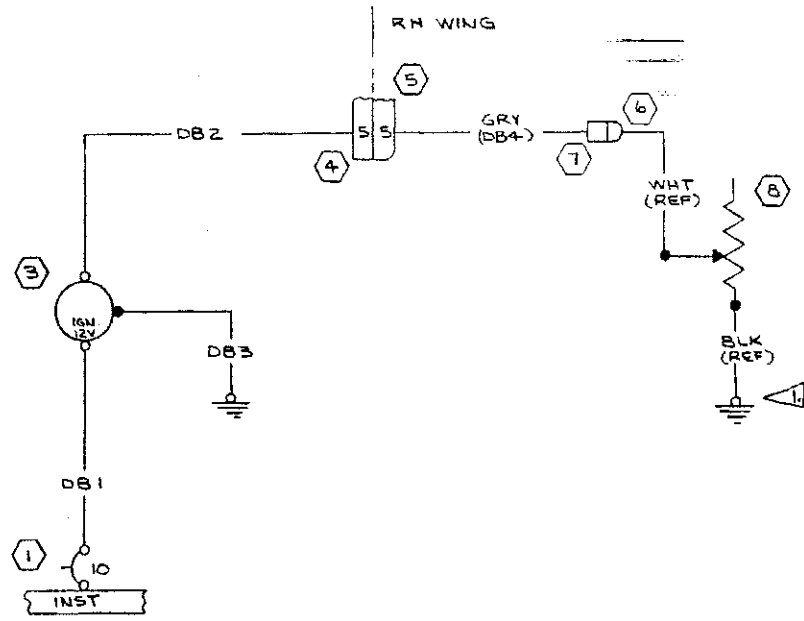 RH WING
5
6
DB2
5 5
GRY
(DB4)
4
7
WHT
(REF)
8
3
IGN
12V
DB3
BLK
(REF)
1.
DB1
1
10
INST